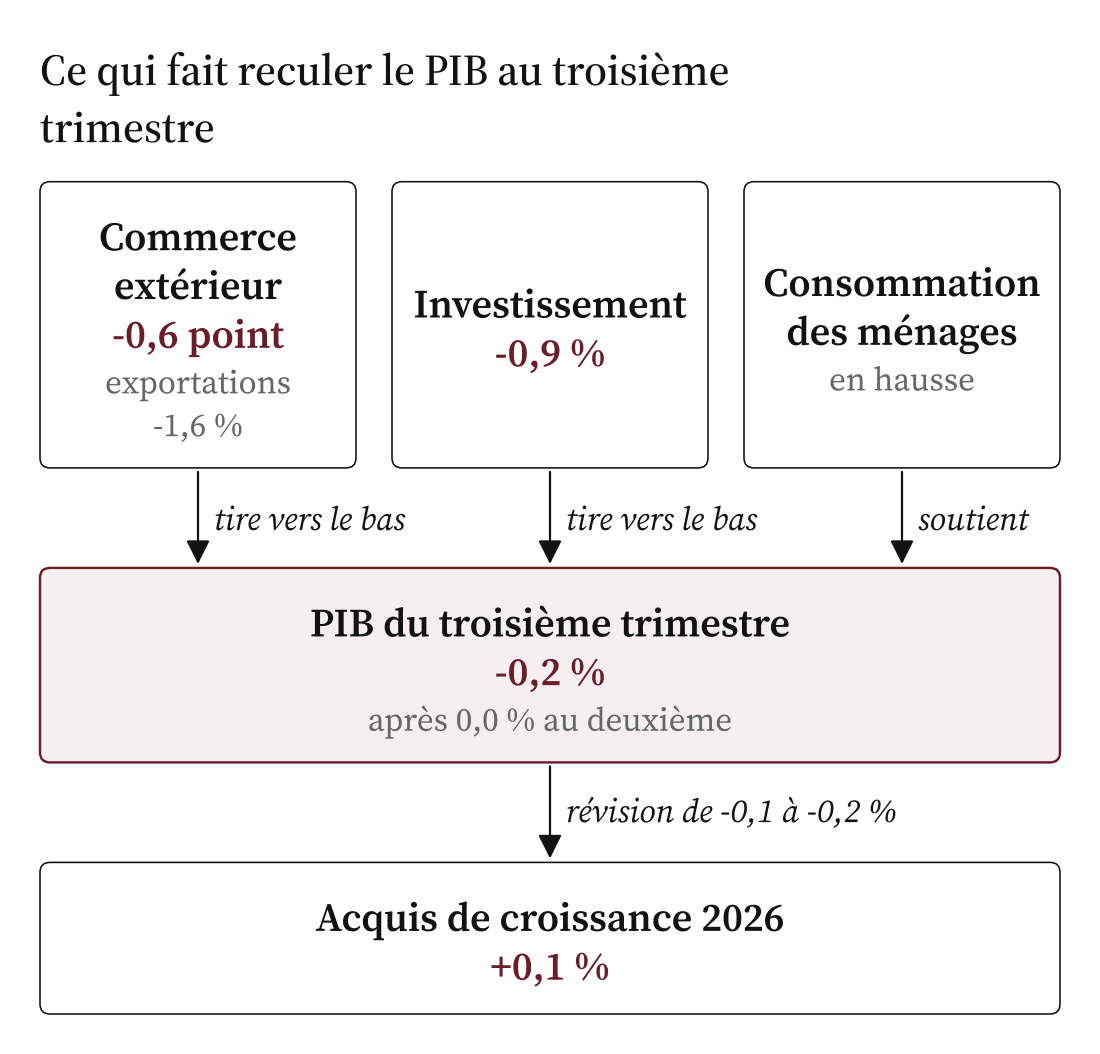 Ce qui fait reculer le PIB au troisième
trimestre
Commerce
extérieur
-0,6 point
exportations
-1,6 %
Investissement
-0,9 %
Consommation
des ménages
en hausse
tire vers le bas
tire vers le bas
soutient
PIB du troisième trimestre
-0,2 %
après 0,0 % au deuxième
révision de -0,1 à -0,2 %
Acquis de croissance 2026
+0,1 %